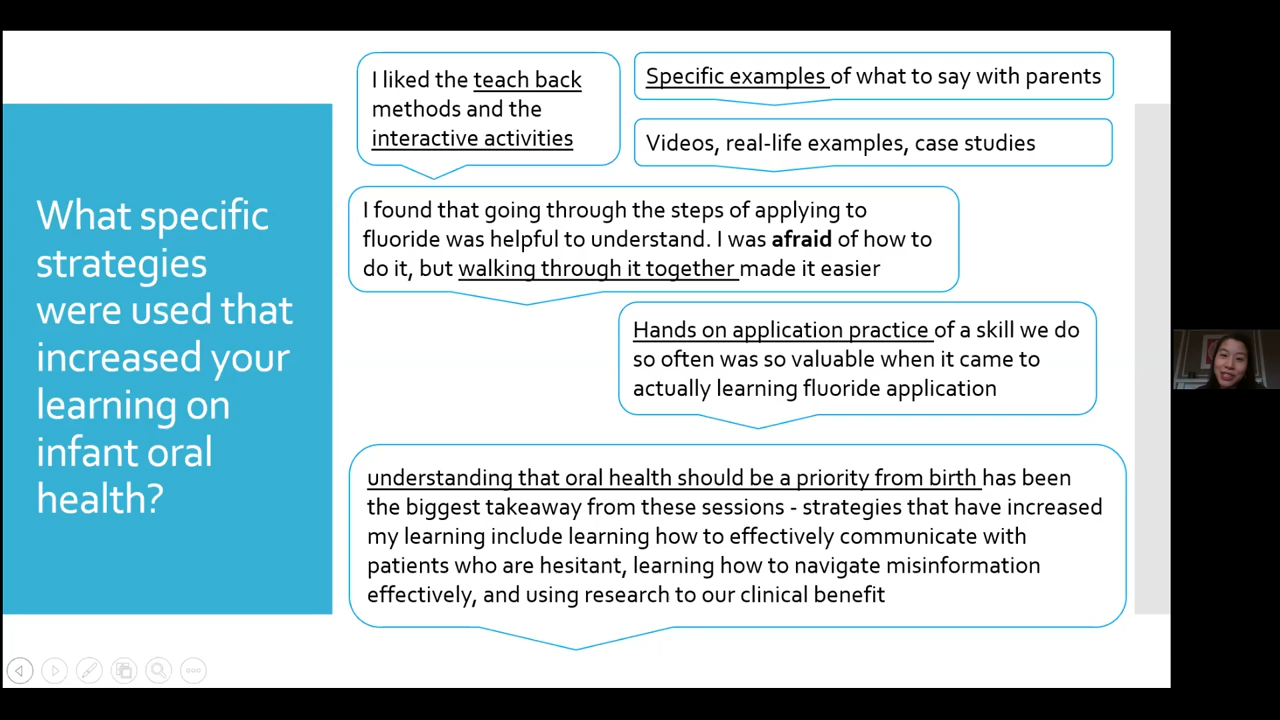 What specific
strategies
were used that
increased your
learning on
infant oral
health?
I liked the teach back
methods and the
interactive activities
Specific examples of what to say with parents
Videos, real-life examples, case studies
I found that going through the steps of applying to
fluoride was helpful to understand. I was afraid of how to
do it, but walking through it together made it easier
Hands on application practice of a skill we do
so often was so valuable when it came to
actually learning fluoride application
understanding that oral health should be a priority from birth has been
the biggest takeaway from these sessions - strategies that have increased
my learning include learning how to effectively communicate with
patients who are hesitant, learning how to navigate misinformation
effectively, and using research to our clinical benefit